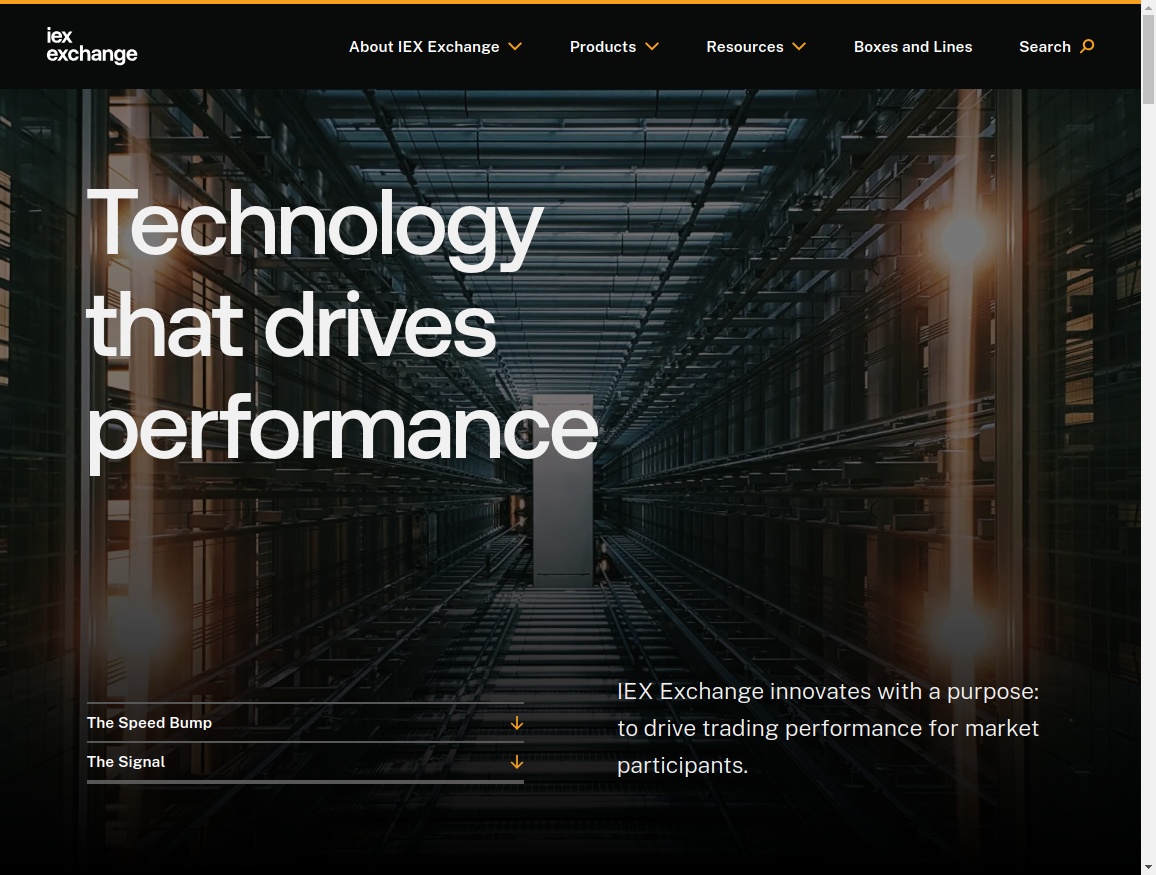 iex
exchange
About IEX Exchange
Products
Resources
Boxes and Lines
Search
Technology
that drives
performance
The Speed Bump
The Signal
IEX Exchange innovates with a purpose:
to drive trading performance for market
participants.